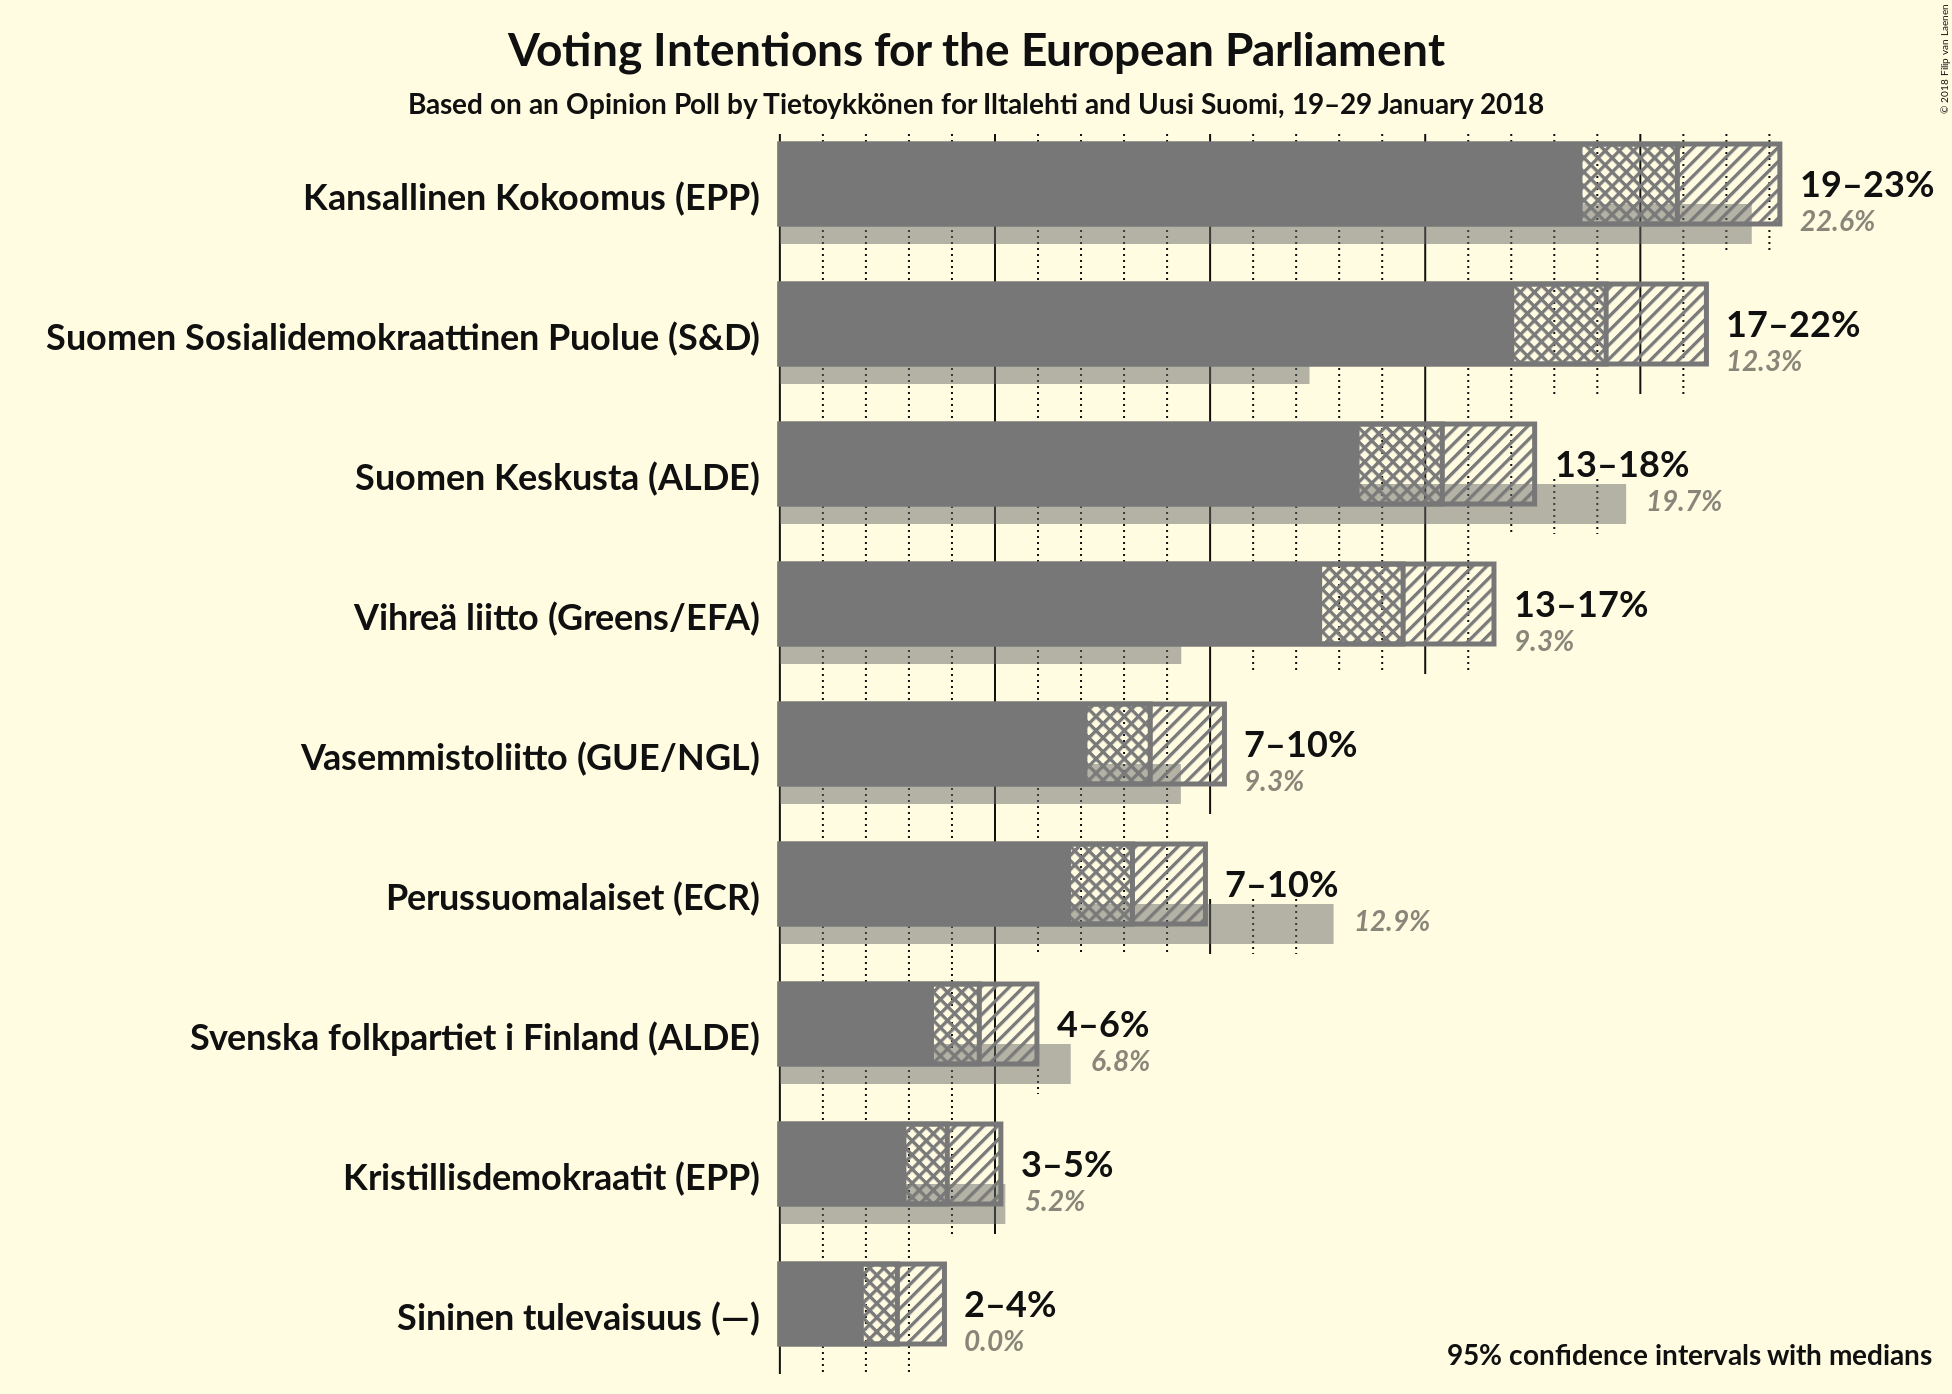 Voting Intentions for the European Parliament
Based on an Opinion Poll by Tietoykkönen for Iltalehti and Uusi Suomi, 19–29 January 2018
© 2018 Filip van Laenen
Kansallinen Kokoomus (EPP)
19–23%
22.6%
Suomen Sosialidemokraattinen Puolue (S&D)
17–22%
12.3%
Suomen Keskusta (ALDE)
13–18%
19.7%
Vihreä liitto (Greens/EFA)
13–17%
9.3%
Vasemmistoliitto (GUE/NGL)
7–10%
9.3%
Perussuomalaiset (ECR)
7–10%
12.9%
Svenska folkpartiet i Finland (ALDE)
4–6%
6.8%
Kristillisdemokraatit (EPP)
3–5%
5.2%
Sininen tulevaisuus (—)
2–4%
0.0%
95% confidence intervals with medians